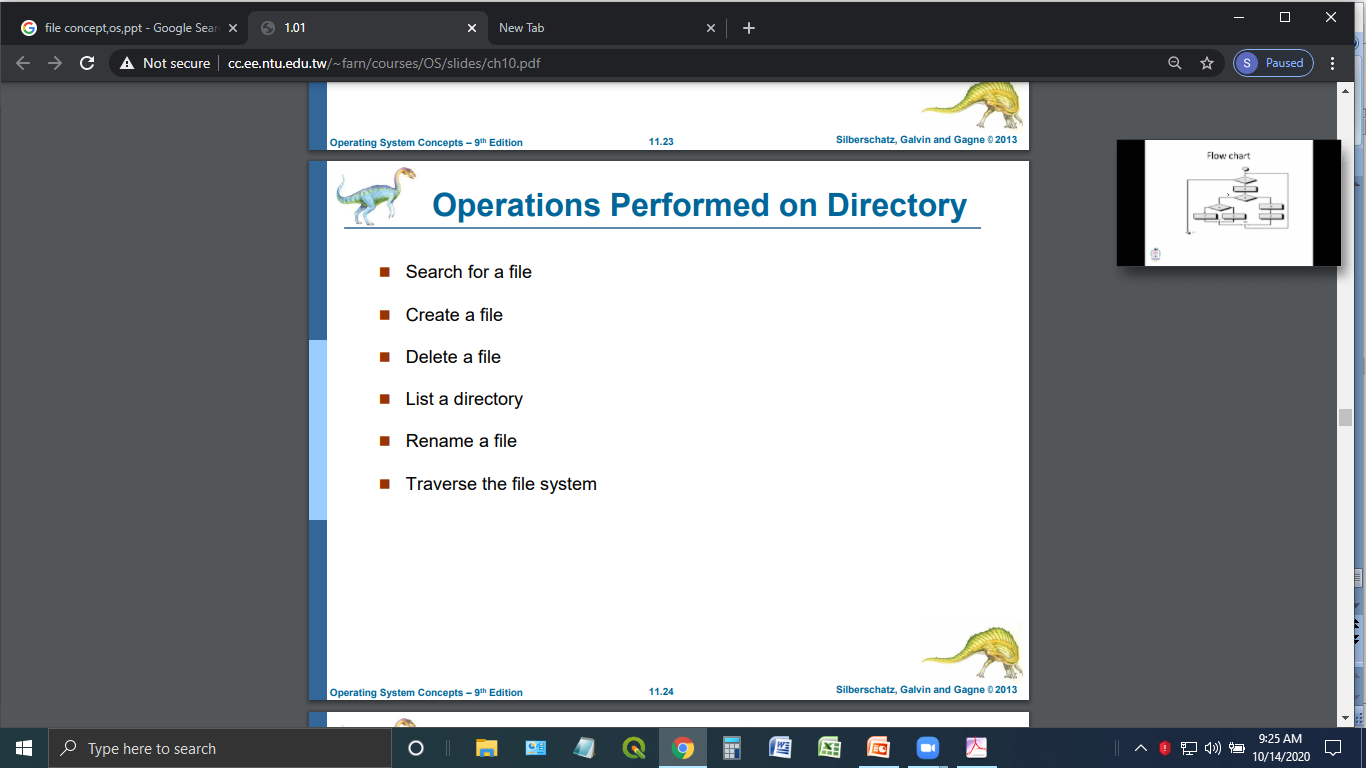 file concept,os,ppt - Google Sear
1.01
New Tab
Not secure
cc.ee.ntu.edu.tw/~farn/courses/OS/slides/ch10.pdf
S Paused
Operating System Concepts – 9th Edition
11.23
Silberschatz, Galvin and Gagne © 2013
Flow chart
Operations Performed on Directory
Search for a file
Create a file
Delete a file
List a directory
Rename a file
Traverse the file system
Operating System Concepts – 9th Edition
11.24
Silberschatz, Galvin and Gagne © 2013
Type here to search
9:25 AM
10/14/2020